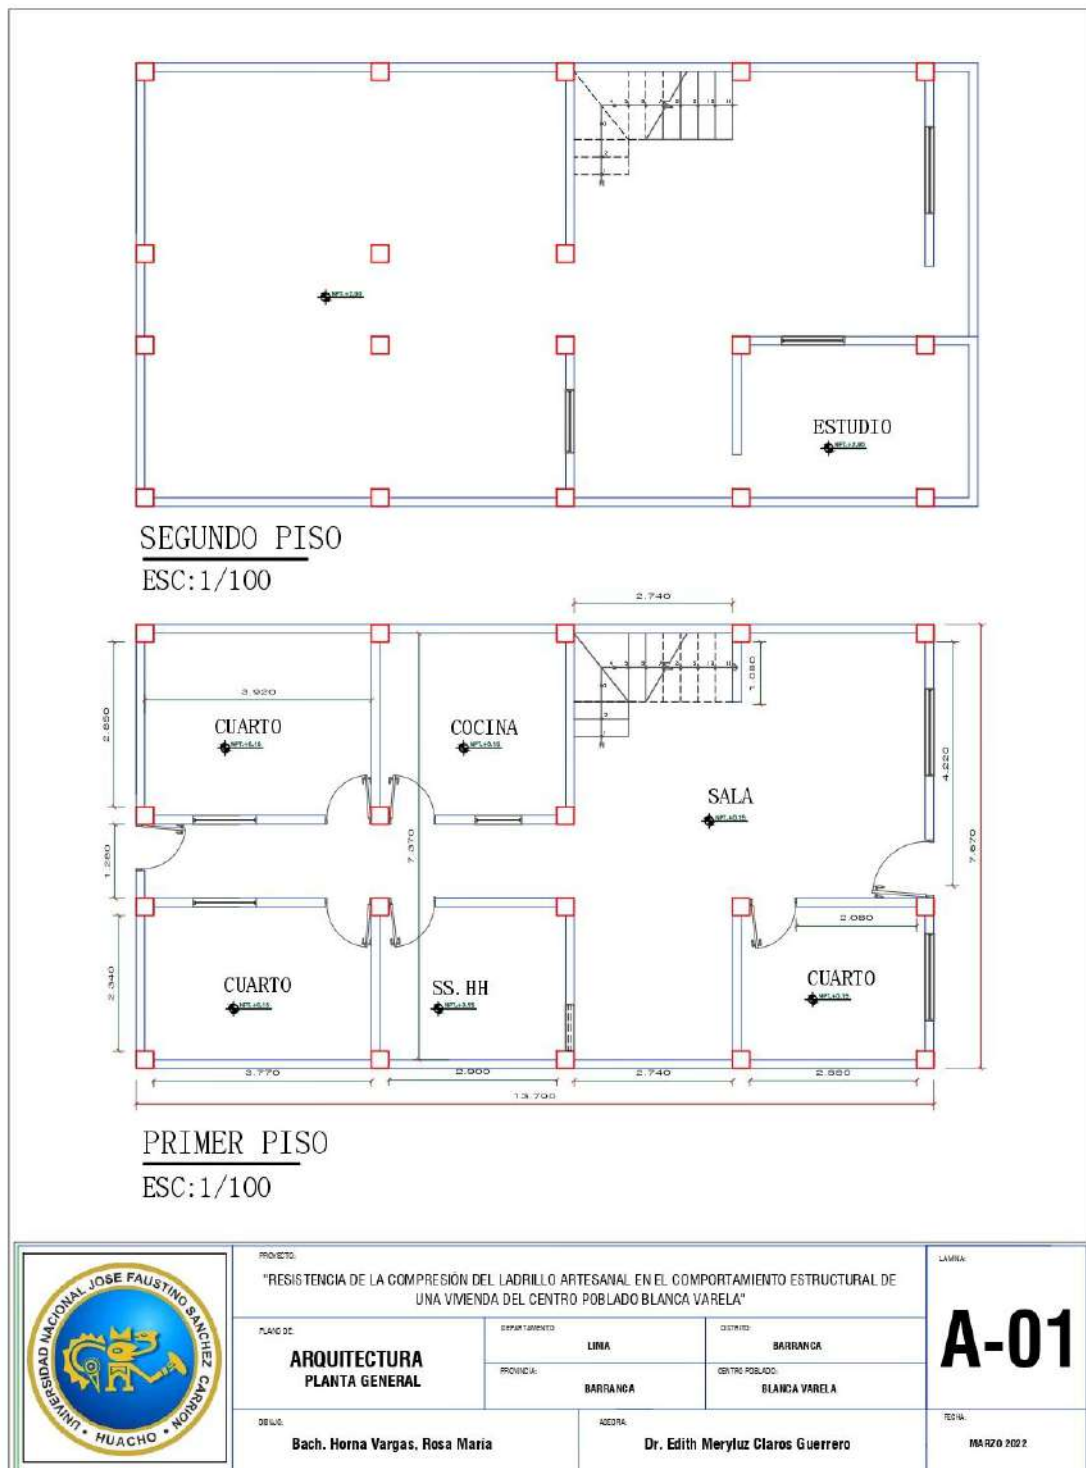 ESTUDIO
SEGUNDO PISO
ESC:1/100
2.740
3.920
1.080
CUARTO
COCINA
SALA
4.220
7.370
7.670
1.260
2.340
2.080
CUARTO
SS.HH
CUARTO
3.770
2.900
2.740
2.880
13.790
PRIMER PISO
ESC:1/100
UNIVERSIDAD NACIONAL JOSE FAUSTINO SANCHEZ CARRION
• HUACHO •
PROYECTO:
"RESISTENCIA DE LA COMPRESIÓN DEL LADRILLO ARTESANAL EN EL COMPORTAMIENTO ESTRUCTURAL DE
UNA VIVIENDA DEL CENTRO POBLADO BLANCA VARELA"
PLANO DE:
ARQUITECTURA
PLANTA GENERAL
DEPARTAMENTO:
LIMA
DISTRITO:
BARRANCA
PROVINCIA:
BARRANCA
CENTRO POBLADO:
BLANCA VARELA
DIBUJO:
Bach. Horna Vargas, Rosa María
Dr. Edith Meryluz Claros Guerrero
LAMINA:
A-01
FECHA:
MARZO 2022